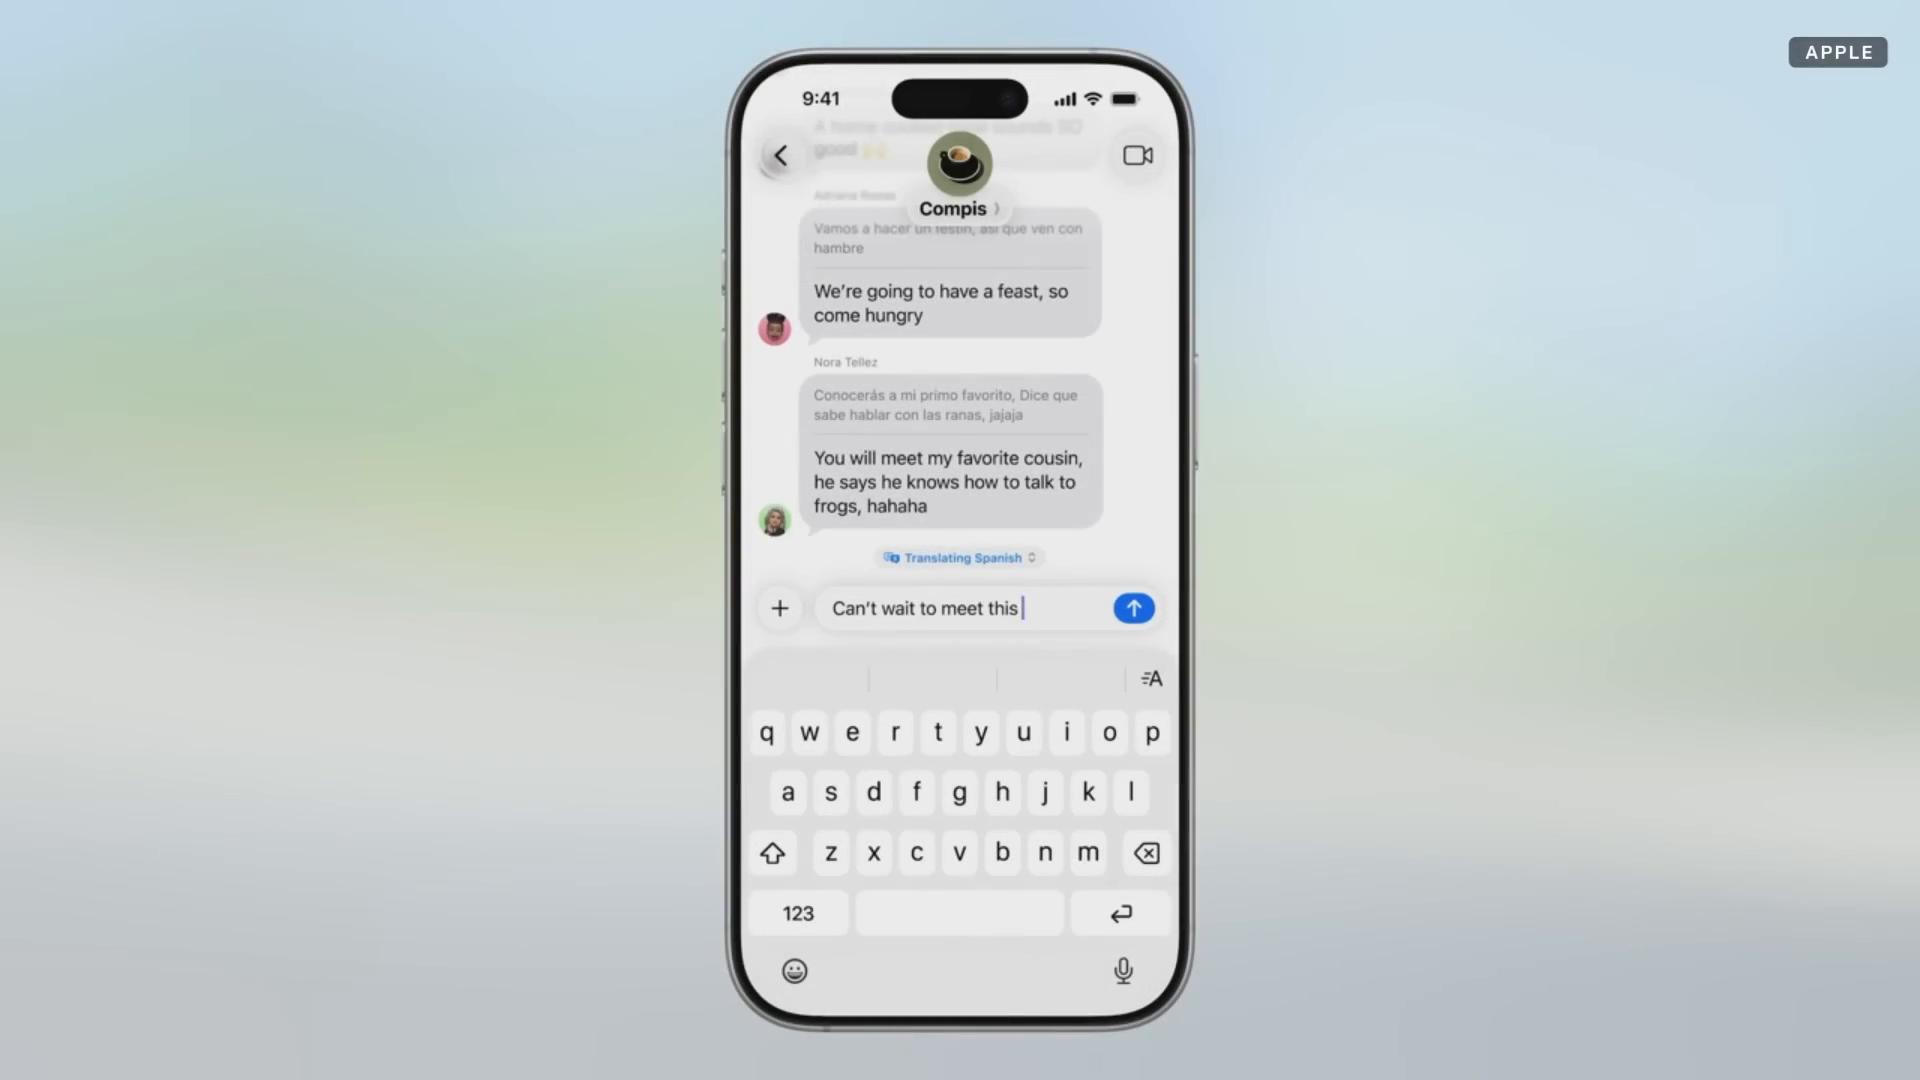 APPLE
9:41
good 🙌
Compis
Vamos a hacer un festín, así que ven con
hambre
We're going to have a feast, so
come hungry
Nora Tellez
Conocerás a mi primo favorito, Dice que
sabe hablar con las ranas, jajaja
You will meet my favorite cousin,
he says he knows how to talk to
frogs, hahaha
Translating Spanish
Can't wait to meet this
A
q w e r t y u i o p
a s d f g h j k l
z x c v b n m
123